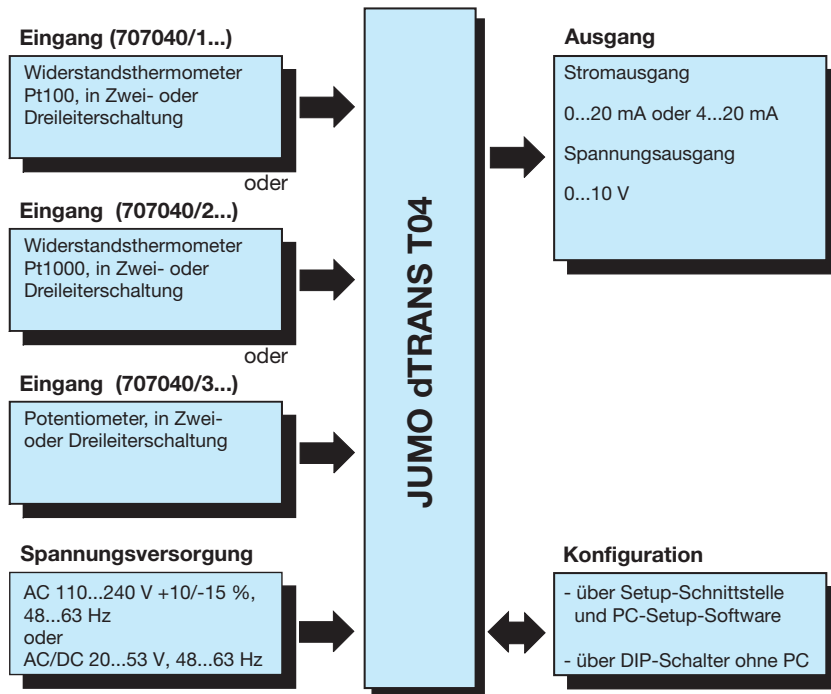 Eingang (707040/1...)
Widerstandsthermometer
Pt100, in Zwei- oder
Dreileiterschaltung
oder
Eingang (707040/2...)
Widerstandsthermometer
Pt1000, in Zwei- oder
Dreileiterschaltung
oder
Eingang (707040/3...)
Potentiometer, in Zwei-
oder Dreileiterschaltung
Spannungsversorgung
AC 110...240 V +10/-15 %,
48...63 Hz
oder
AC/DC 20...53 V, 48...63 Hz
JUMO dTRANS T04
Ausgang
Stromausgang
0...20 mA oder 4...20 mA
Spannungsausgang
0...10 V
Konfiguration
- über Setup-Schnittstelle
und PC-Setup-Software
- über DIP-Schalter ohne PC